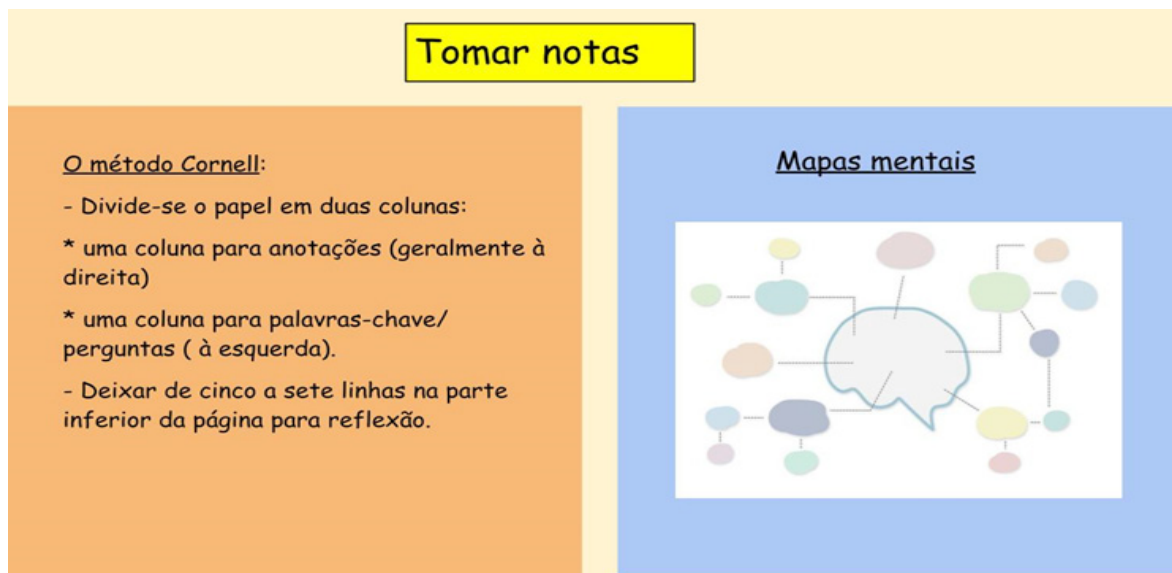 Tomar notas
O método Cornell:
- Divide-se o papel em duas colunas:
* uma coluna para anotações (geralmente à
direita)
* uma coluna para palavras-chave/
perguntas ( à esquerda).
- Deixar de cinco a sete linhas na parte
inferior da página para reflexão.
Mapas mentais